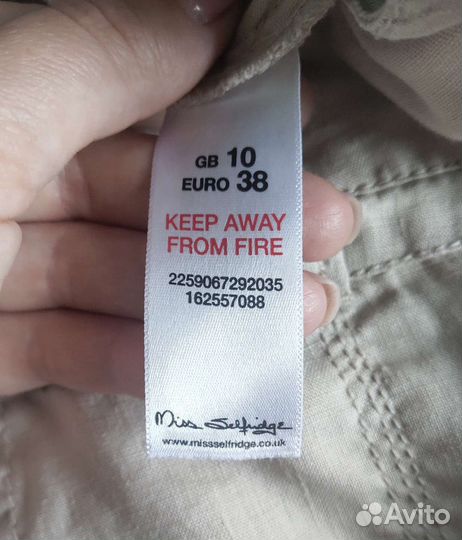 GB 10
EURO 38
KEEP AWAY
FROM FIRE
2259067292035
162557088
Miss Selfridge
www.missselfridge.co.uk
Avito